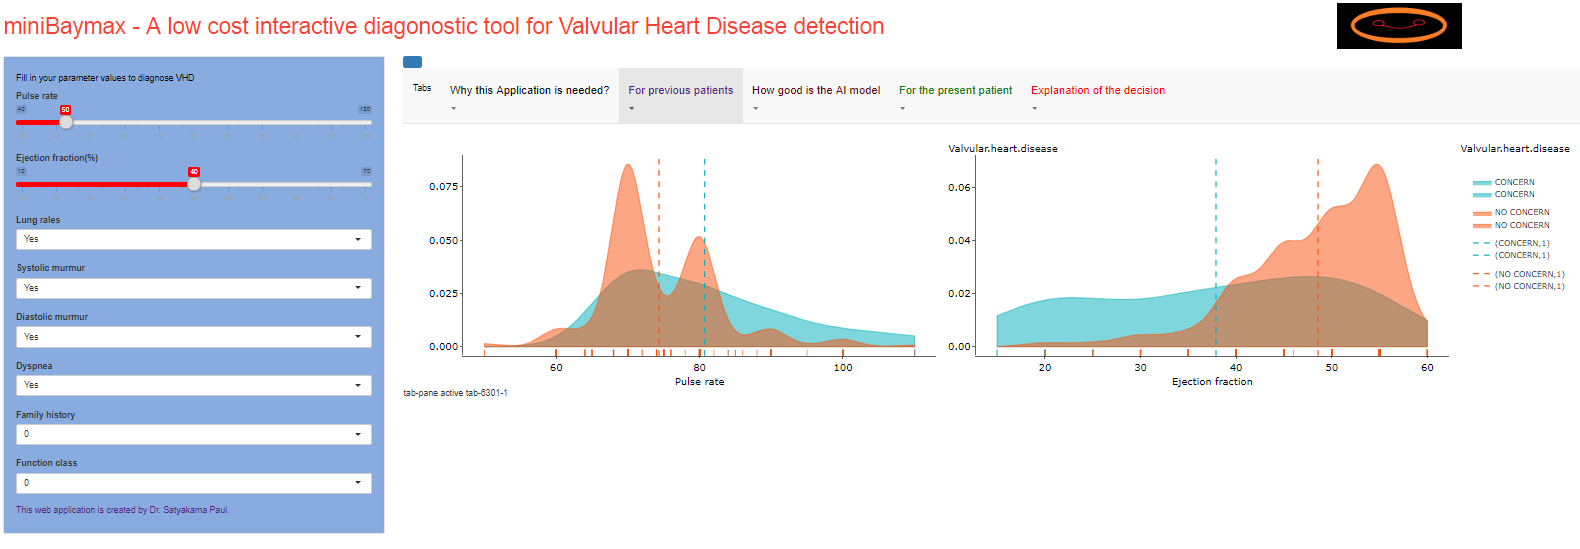 miniBaymax - A low cost interactive diagonostic tool for Valvular Heart Disease detection
Fill in your parameter values to diagnose VHD
Pulse rate
40 50 120
Ejection fraction(%)
10 40 70
Lung rales
Yes
Systolic murmur
Yes
Diastolic murmur
Yes
Dyspnea
Yes
Family history
0
Function class
0
This web application is created by Dr. Satyakama Paul.
Tabs Why this Application is needed? For previous patients How good is the AI model For the present patient Explanation of the decision
0.075
0.050
0.025
0.000
60 80 100
Pulse rate
tab-pane active tab-6301-1
Valvular.heart.disease
0.06
0.04
0.02
0.00
20 30 40 50 60
Ejection fraction
Valvular.heart.disease
CONCERN
CONCERN
NO CONCERN
NO CONCERN
(CONCERN,1)
(CONCERN,1)
(NO CONCERN,1)
(NO CONCERN,1)